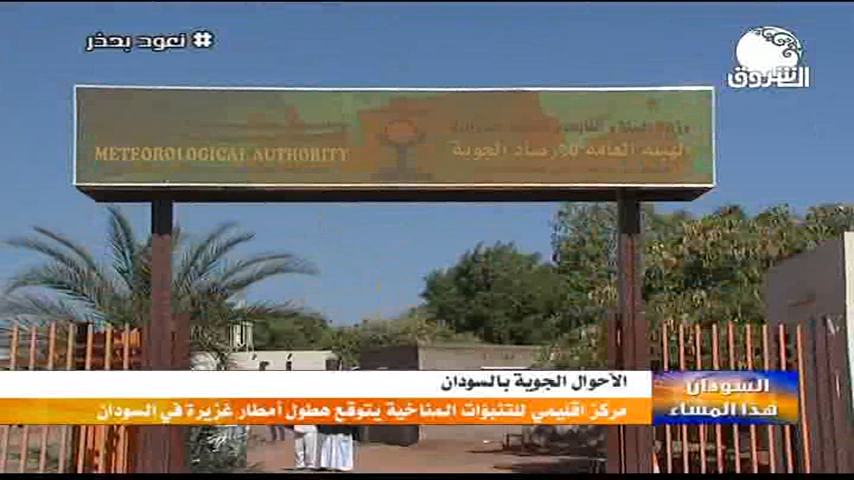 # نعود بحذر
الشروق
METEOROLOGICAL AUTHORITY
الهيئة العامة للأرصاد الجوية
الأحوال الجوية بالسودان
مركز اقليمي للتنبؤات المناخية يتوقع هطول أمطار غزيرة في السودان
السودان
هذا المساء